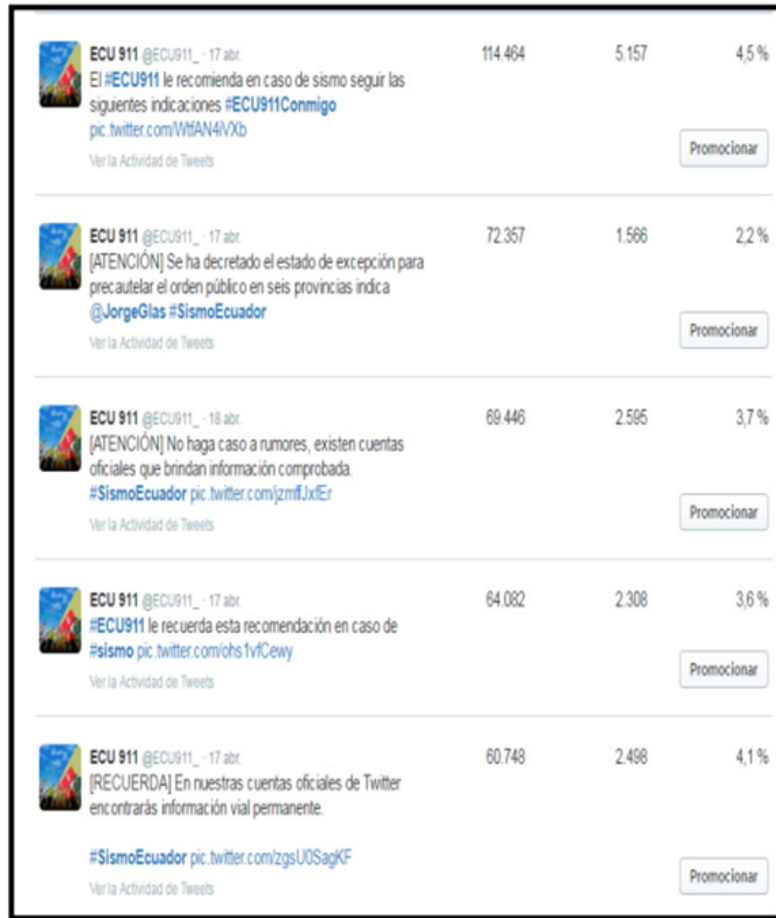 ECU 911 @ECU911_ · 17 abr. 114.464 5.157 4,5 %
El #ECU911 le recomienda en caso de sismo seguir las
siguientes indicaciones #ECU911Conmigo
pic.twitter.com/WtfAN4iVXb
Promocionar
Ver la Actividad de Tweets
ECU 911 @ECU911_ · 17 abr. 72.357 1.566 2,2 %
[ATENCIÓN] Se ha decretado el estado de excepción para
precautelar el orden público en seis provincias indica
@JorgeGlas #SismoEcuador
Promocionar
Ver la Actividad de Tweets
ECU 911 @ECU911_ · 18 abr. 69.446 2.595 3,7 %
[ATENCIÓN] No haga caso a rumores, existen cuentas
oficiales que brindan información comprobada.
#SismoEcuador pic.twitter.com/jzmffJxfEr
Promocionar
Ver la Actividad de Tweets
ECU 911 @ECU911_ · 17 abr. 64.082 2.308 3,6 %
#ECU911 le recuerda esta recomendación en caso de
#sismo pic.twitter.com/ohs1vfCewy
Promocionar
Ver la Actividad de Tweets
ECU 911 @ECU911_ · 17 abr. 60.748 2.498 4,1 %
[RECUERDA] En nuestras cuentas oficiales de Twitter
encontrarás información vial permanente.
#SismoEcuador pic.twitter.com/zgsU0SagKF
Promocionar
Ver la Actividad de Tweets